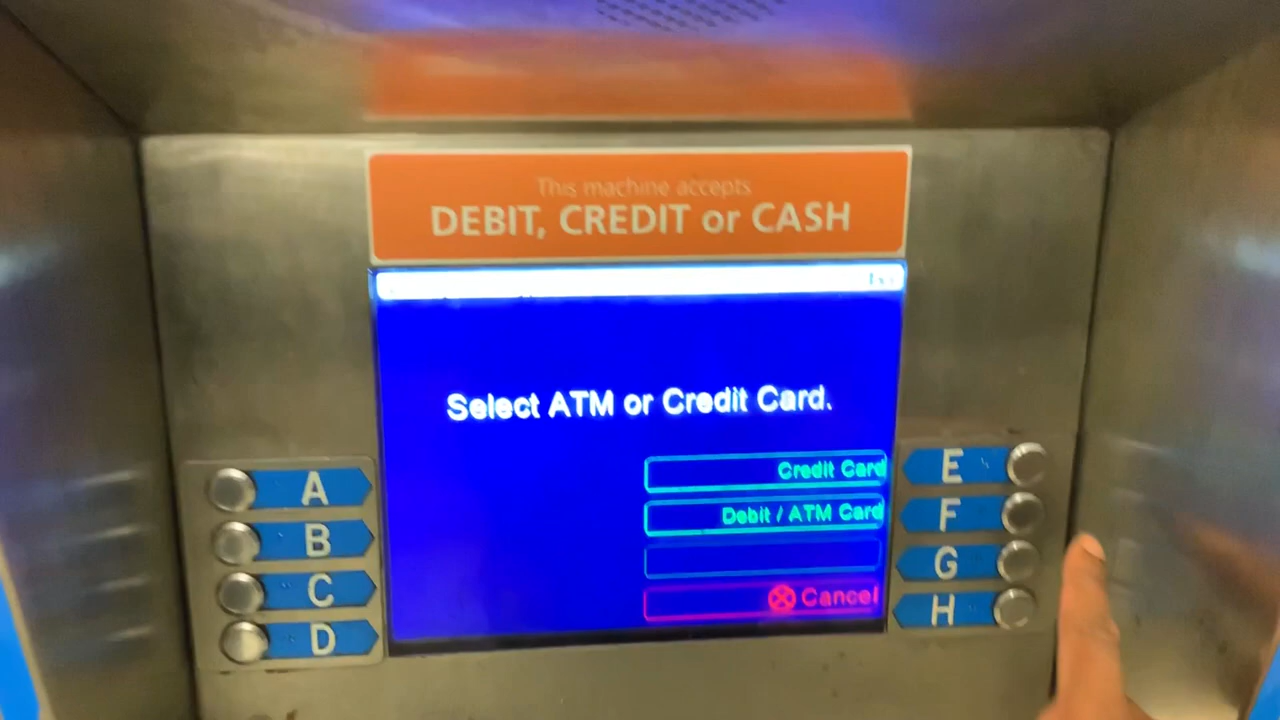 This machine accepts
DEBIT, CREDIT or CASH
Select ATM or Credit Card.
Credit Card
Debit / ATM Card
Cancel
A
B
C
D
E
F
G
H